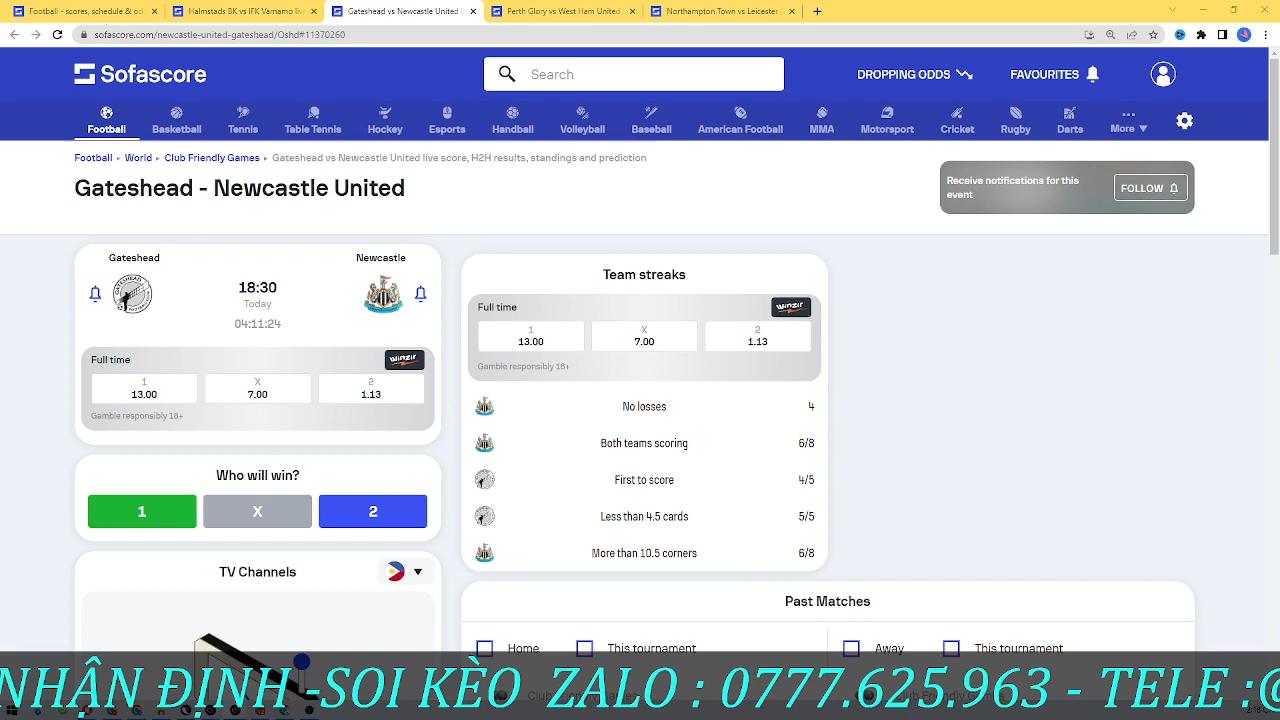 Football - scores, schedule & od
Halmstads BK vs IFK Varnamo live
Gateshead vs Newcastle United l
Perth Glory vs West Ham United
Northampton Town vs Leicester
sofascore.com/newcastle-united-gateshead/Oshd#11370260
Sofascore
Search
DROPPING ODDS
FAVOURITES
Football
Basketball
Tennis
Table Tennis
Hockey
Esports
Handball
Volleyball
Baseball
American Football
MMA
Motorsport
Cricket
Rugby
Darts
More
Football
World
Club Friendly Games
Gateshead vs Newcastle United live score, H2H results, standings and prediction
Gateshead - Newcastle United
Receive notifications for this
event
FOLLOW
Gateshead
Newcastle
18:30
Today
04:11:24
Full time
winzir
1
13.00
X
7.00
2
1.13
Gamble responsibly 18+
Who will win?
1
X
2
TV Channels
Team streaks
Full time
winzir
1
13.00
X
7.00
2
1.13
Gamble responsibly 18+
No losses
4
Both teams scoring
6/8
First to score
4/5
Less than 4.5 cards
5/5
More than 10.5 corners
6/8
Past Matches
Home
This tournament
Away
This tournament
NHẬN ĐỊNH -SOI KÈO ZALO : 0777.625.963 - TELE :@